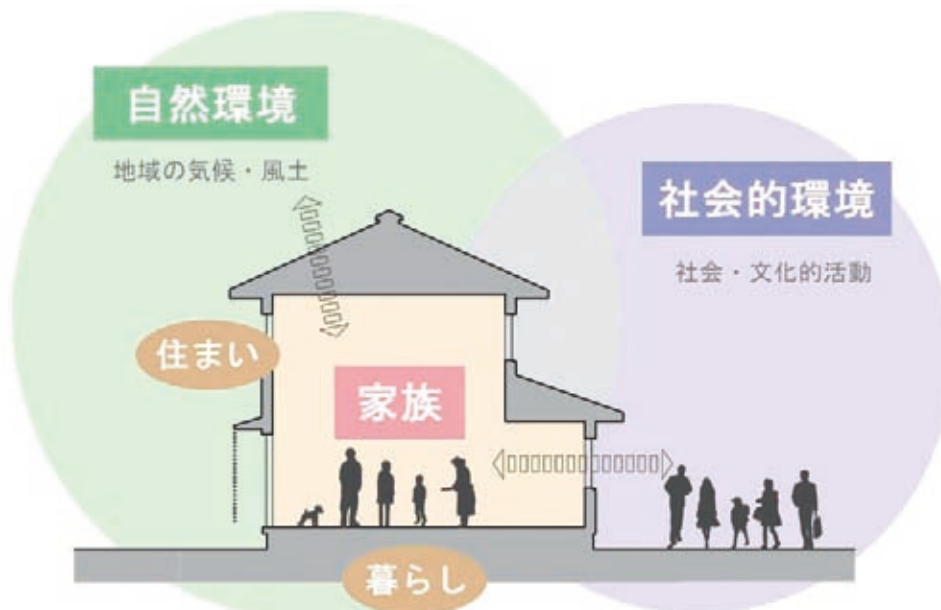 自然環境
地域の気候・風土
社会的環境
社会・文化的活動
住まい
家族
暮らし